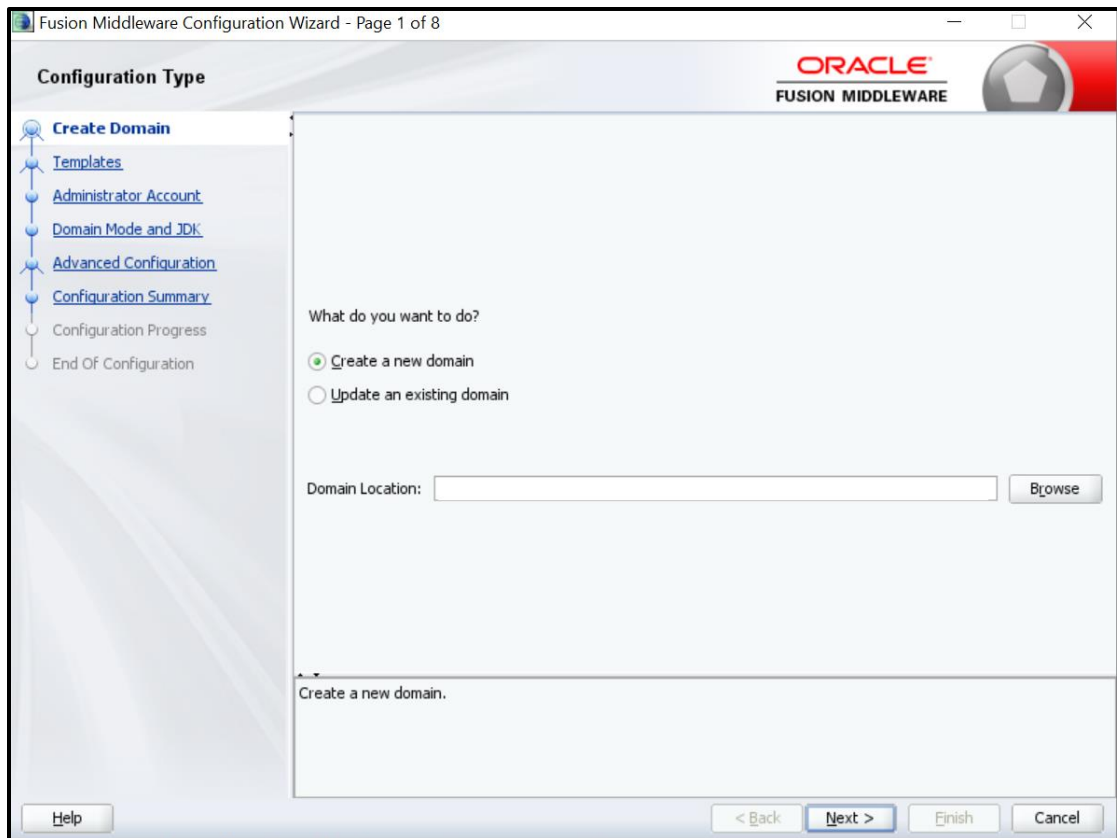 Fusion Middleware Configuration Wizard - Page 1 of 8
Configuration Type
ORACLE
FUSION MIDDLEWARE
Create Domain
Templates
Administrator Account
Domain Mode and JDK
Advanced Configuration
Configuration Summary
Configuration Progress
End Of Configuration
What do you want to do?
Create a new domain
Update an existing domain
Domain Location:
Browse
Create a new domain.
Help
< Back
Next >
Finish
Cancel